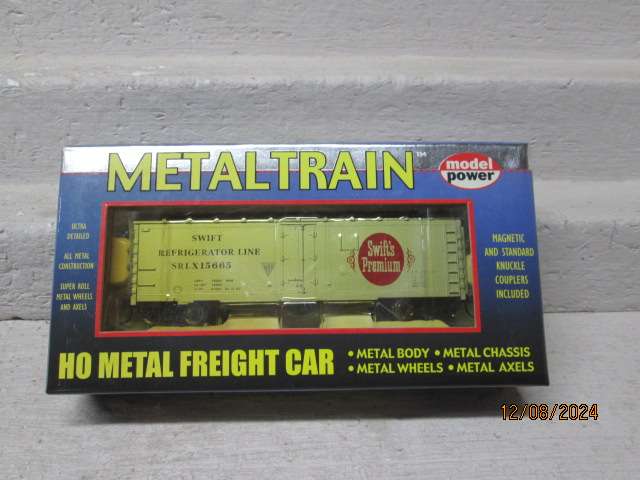 METALTRAIN TM
model
power
ULTRA
DETAILED
ALL METAL
CONSTRUCTION
SUPER ROLL
METAL WHEELS
AND AXELS
SWIFT
REFRIGERATOR LINE
SRLX15665
Swift's
Premium
MAGNETIC
AND STANDARD
KNUCKLE
COUPLERS
INCLUDED
HO METAL FREIGHT CAR
• METAL BODY • METAL CHASSIS
• METAL WHEELS • METAL AXELS
12/08/2024